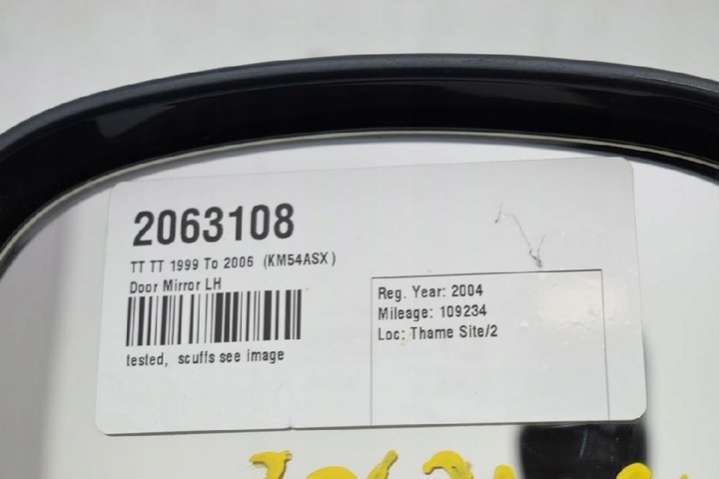 2063108
TT TT 1999 To 2006 (KM54ASX)
Door Mirror LH
tested, scuffs see image
Reg. Year: 2004
Mileage: 109234
Loc: Thame Site/2